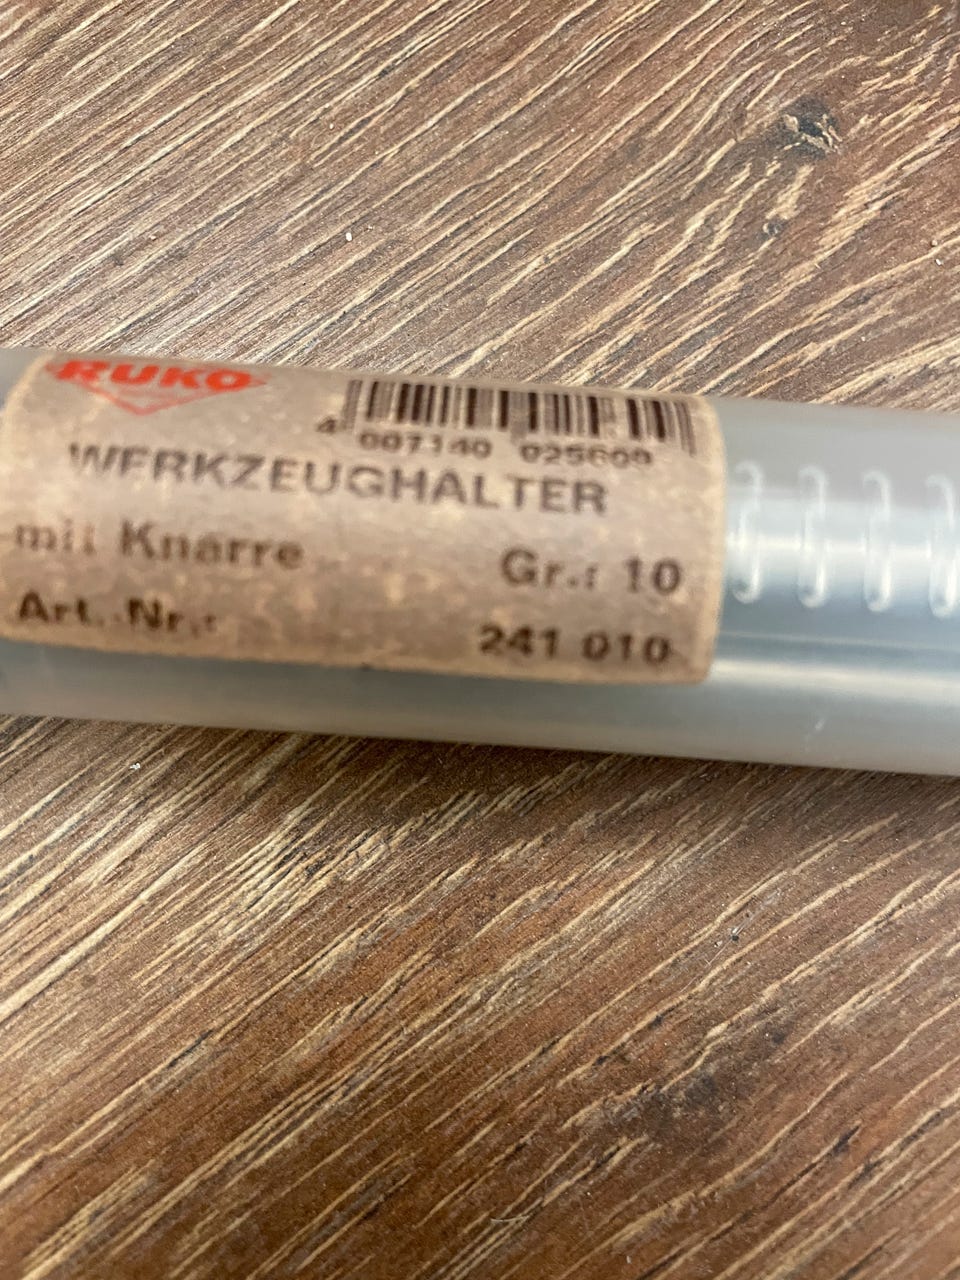 RUKO
4 007140 025609
WERKZEUGHALTER
mit Knarre Gr.: 10
Art.-Nr.: 241 010